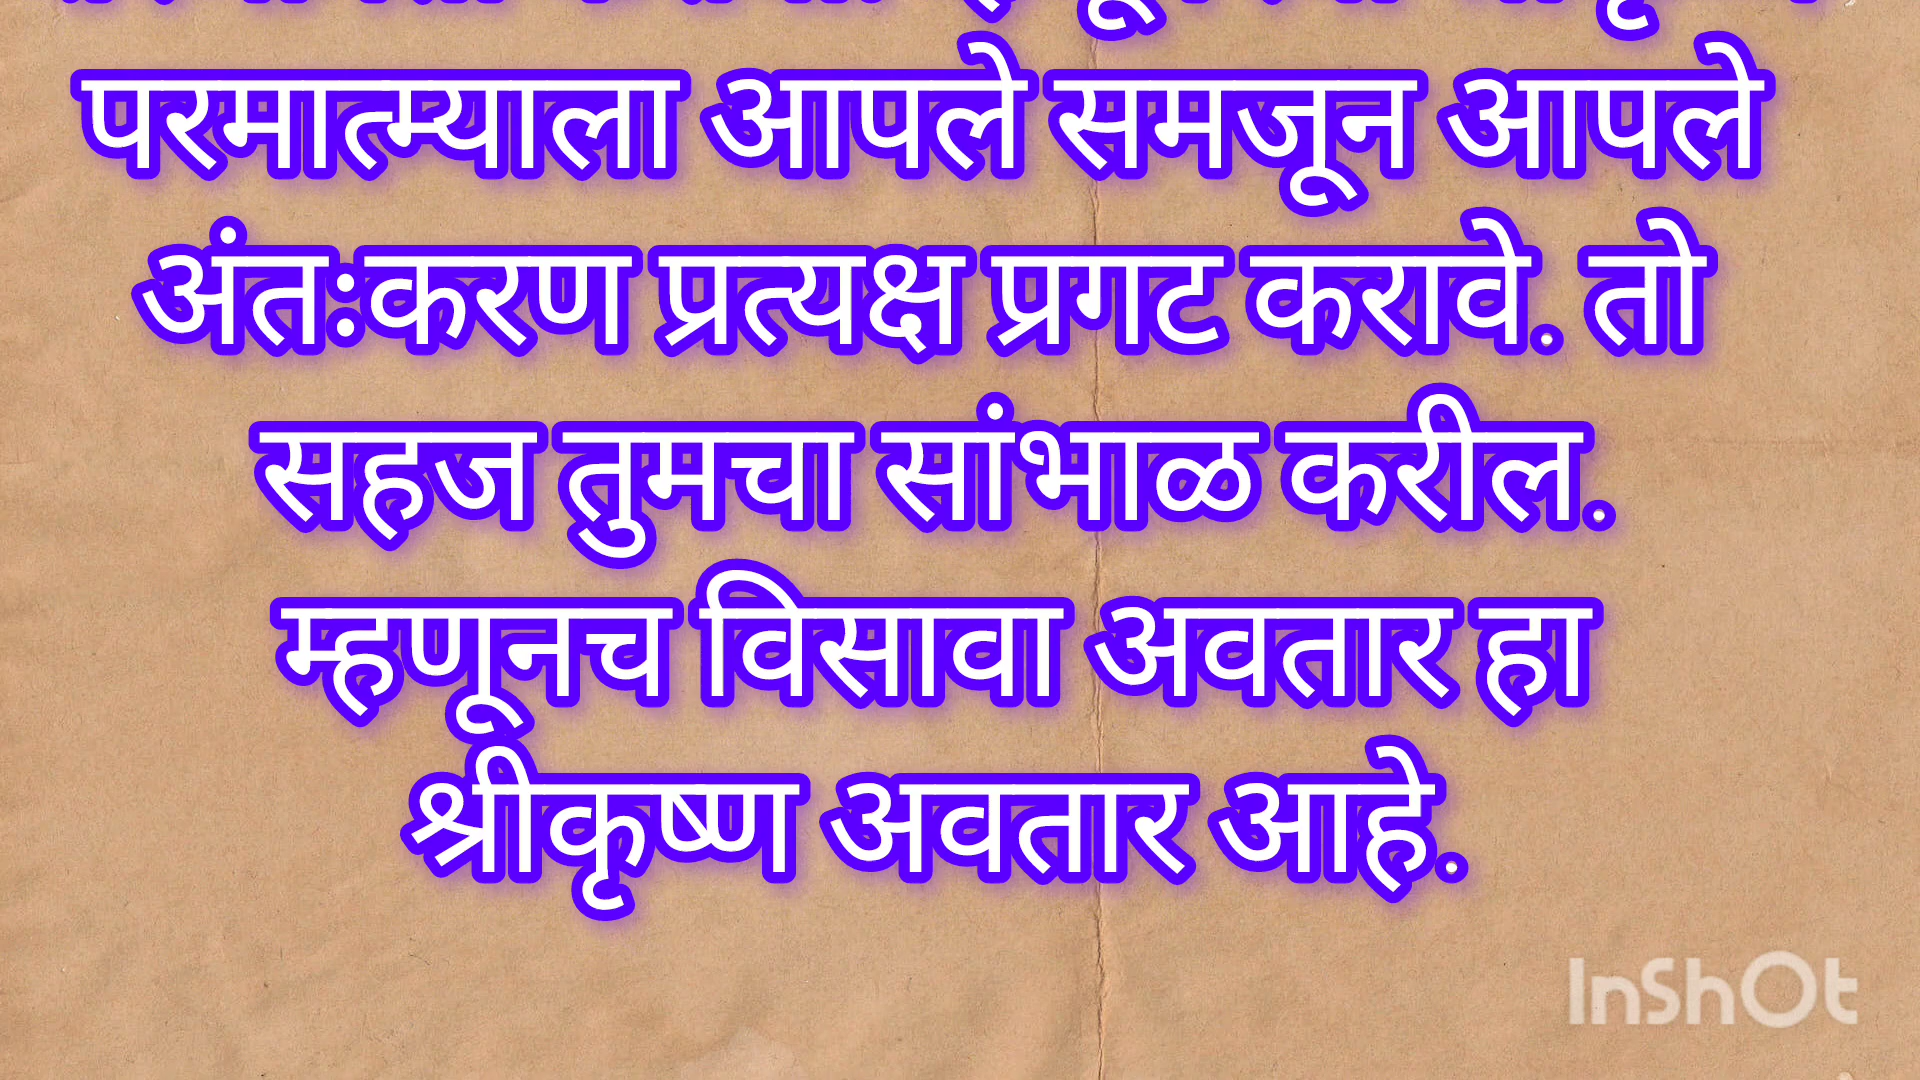 परमात्म्याला आपले समजून आपले
अंतःकरण प्रत्यक्ष प्रगट करावे. तो
सहज तुमचा सांभाळ करील.
म्हणूनच विसावा अवतार हा
श्रीकृष्ण अवतार आहे.
InShOt